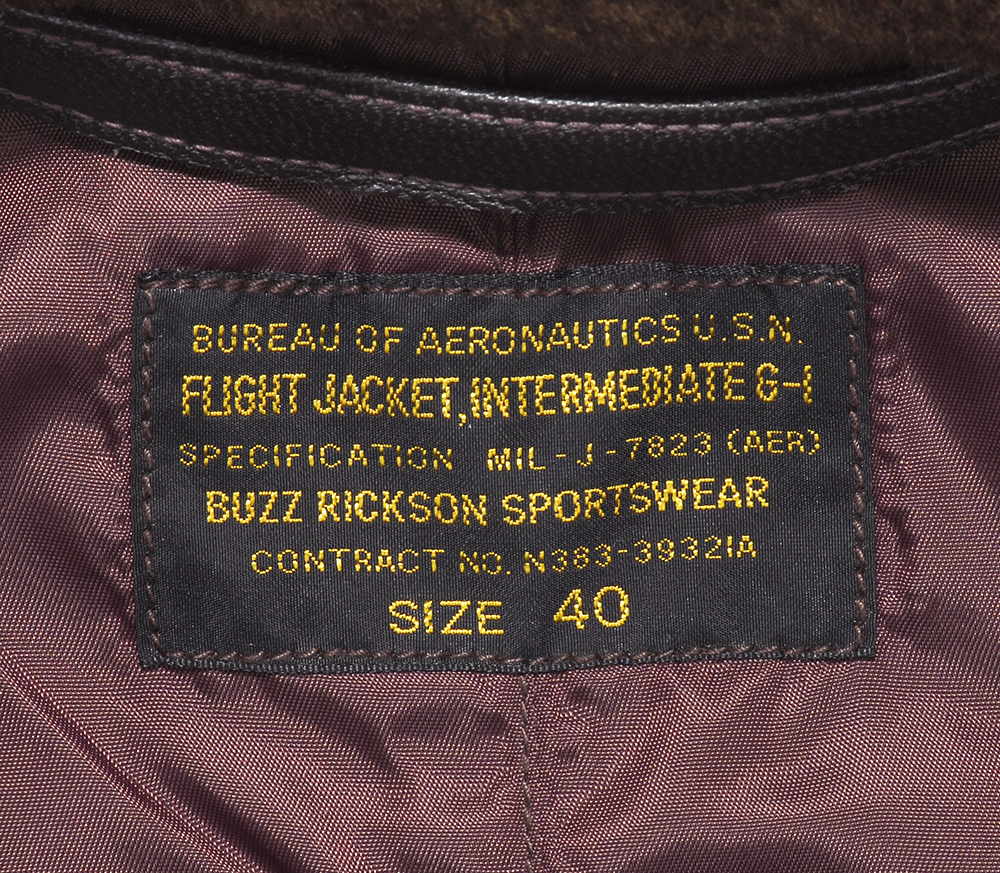 BUREAU OF AERONAUTICS U.S.N.
FLIGHT JACKET, INTERMEDIATE G-1
SPECIFICATION MIL-J-7823 (AER)
BUZZ RICKSON SPORTSWEAR
CONTRACT NO. N383-39321A
SIZE 40